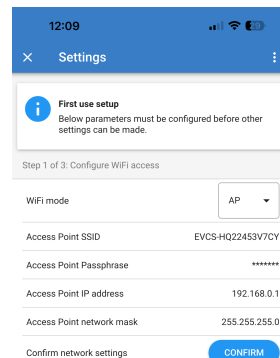 12:09
29
Settings
First use setup
Below parameters must be configured before other
settings can be made.
Step 1 of 3: Configure WiFi access
WiFi mode
AP
Access Point SSID
EVCS-HQ22453V7CY
Access Point Passphrase
*******
Access Point IP address
192.168.0.1
Access Point network mask
255.255.255.0
Confirm network settings
CONFIRM